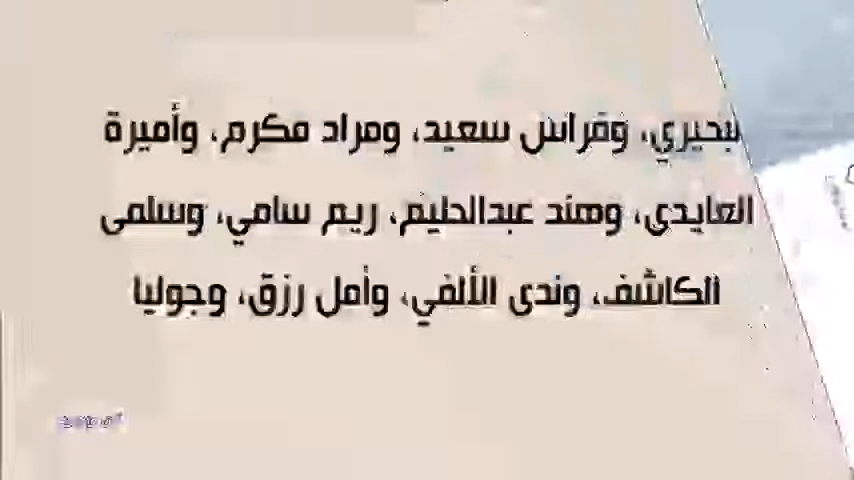 بحيري، وفراس سعيد، ومراد مكرم، وأميرة
العايدي، وهند عبدالحليم، ريم سامي، وسلمى
الكاشف، وندى الألفي، وأمل رزق، وجوليا